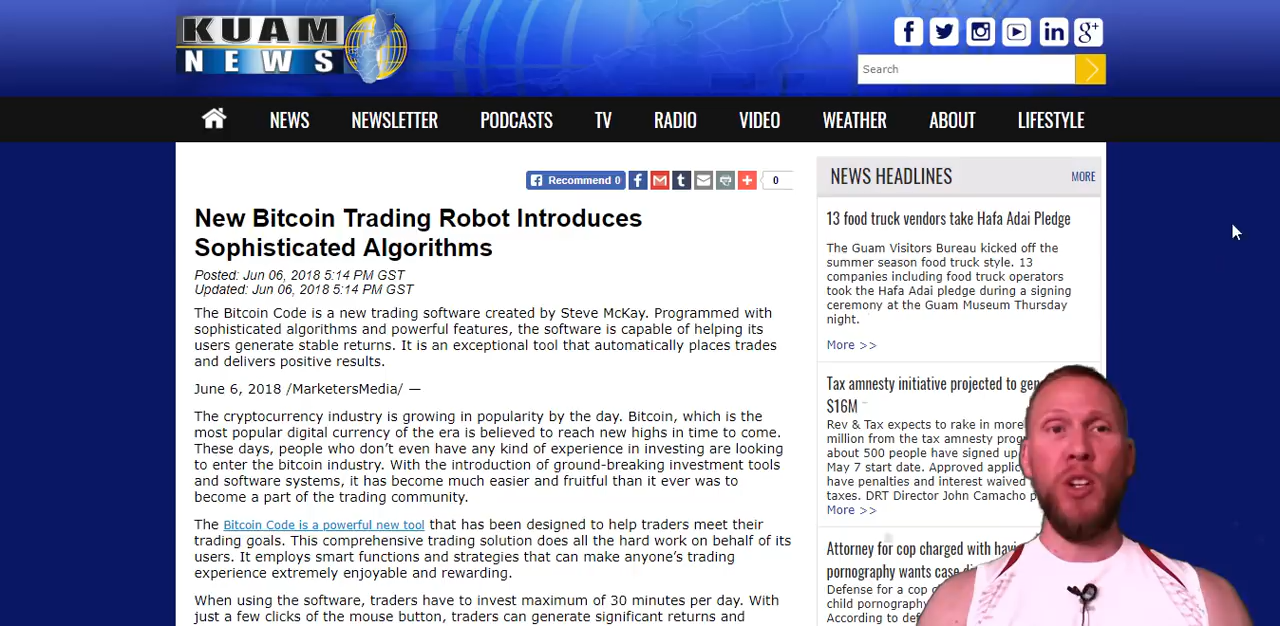 KUAM
NEWS
Search
NEWS NEWSLETTER PODCASTS TV RADIO VIDEO WEATHER ABOUT LIFESTYLE
Recommend 0
0
New Bitcoin Trading Robot Introduces
Sophisticated Algorithms
Posted: Jun 06, 2018 5:14 PM GST
Updated: Jun 06, 2018 5:14 PM GST
The Bitcoin Code is a new trading software created by Steve McKay. Programmed with
sophisticated algorithms and powerful features, the software is capable of helping its
users generate stable returns. It is an exceptional tool that automatically places trades
and delivers positive results.
June 6, 2018 /MarketersMedia/ —
The cryptocurrency industry is growing in popularity by the day. Bitcoin, which is the
most popular digital currency of the era is believed to reach new highs in time to come.
These days, people who don’t even have any kind of experience in investing are looking
to enter the bitcoin industry. With the introduction of ground-breaking investment tools
and software systems, it has become much easier and fruitful than it ever was to
become a part of the trading community.
The Bitcoin Code is a powerful new tool that has been designed to help traders meet their
trading goals. This comprehensive trading solution does all the hard work on behalf of its
users. It employs smart functions and strategies that can make anyone’s trading
experience extremely enjoyable and rewarding.
When using the software, traders have to invest maximum of 30 minutes per day. With
just a few clicks of the mouse button, traders can generate significant returns and
NEWS HEADLINES MORE
13 food truck vendors take Hafa Adai Pledge
The Guam Visitors Bureau kicked off the
summer season food truck style. 13
companies including food truck operators
took the Hafa Adai pledge during a signing
ceremony at the Guam Museum Thursday
night.
More >>
Tax amnesty initiative projected to
$16M
Rev & Tax expects to rake in more
million from the tax amnesty
about 500 people have signed up
May 7 start date. Approved
have penalties and interest waived
taxes. DRT Director John Camacho
More >>
Attorney for cop charged with
pornography wants case
Defense for a cop
child pornography
According to